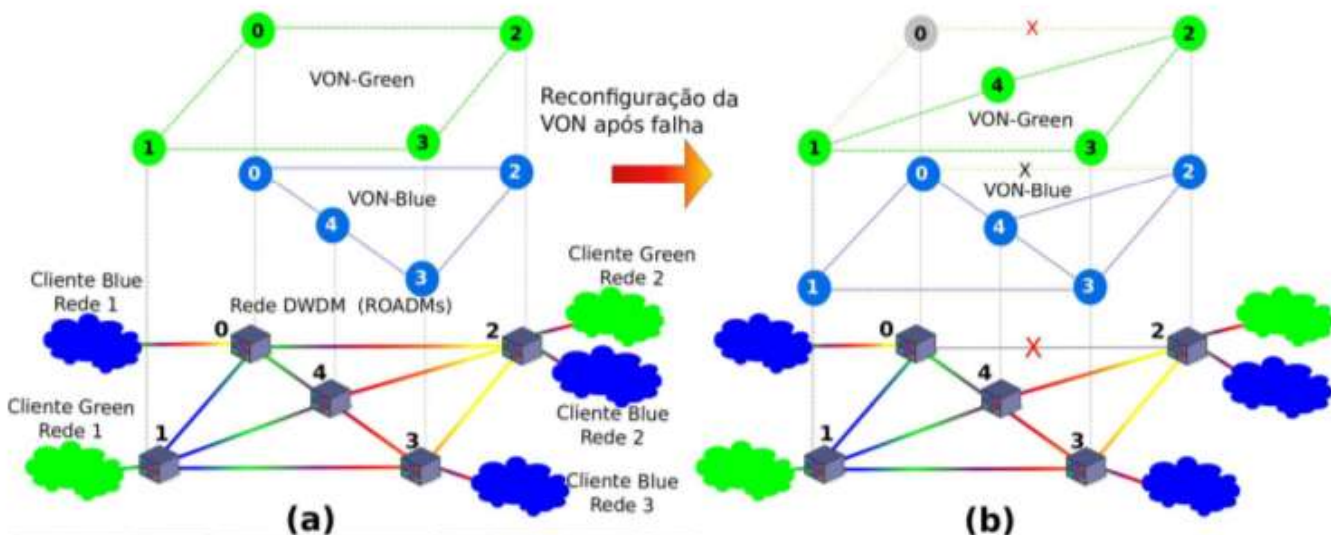 0
2
VON-Green
1
3
0
2
VON-Blue
4
3
Cliente Blue
Rede 1
Rede DWDM (ROADMs)
Cliente Green
Rede 2
0
2
4
Cliente Green
Rede 1
1
3
Cliente Blue
Rede 2
Cliente Blue
Rede 3
(a)
Reconfiguração da
VON após falha
0
X
2
4
VON-Green
1
3
0
X
2
VON-Blue
4
1
3
0
X
2
4
1
3
(b)